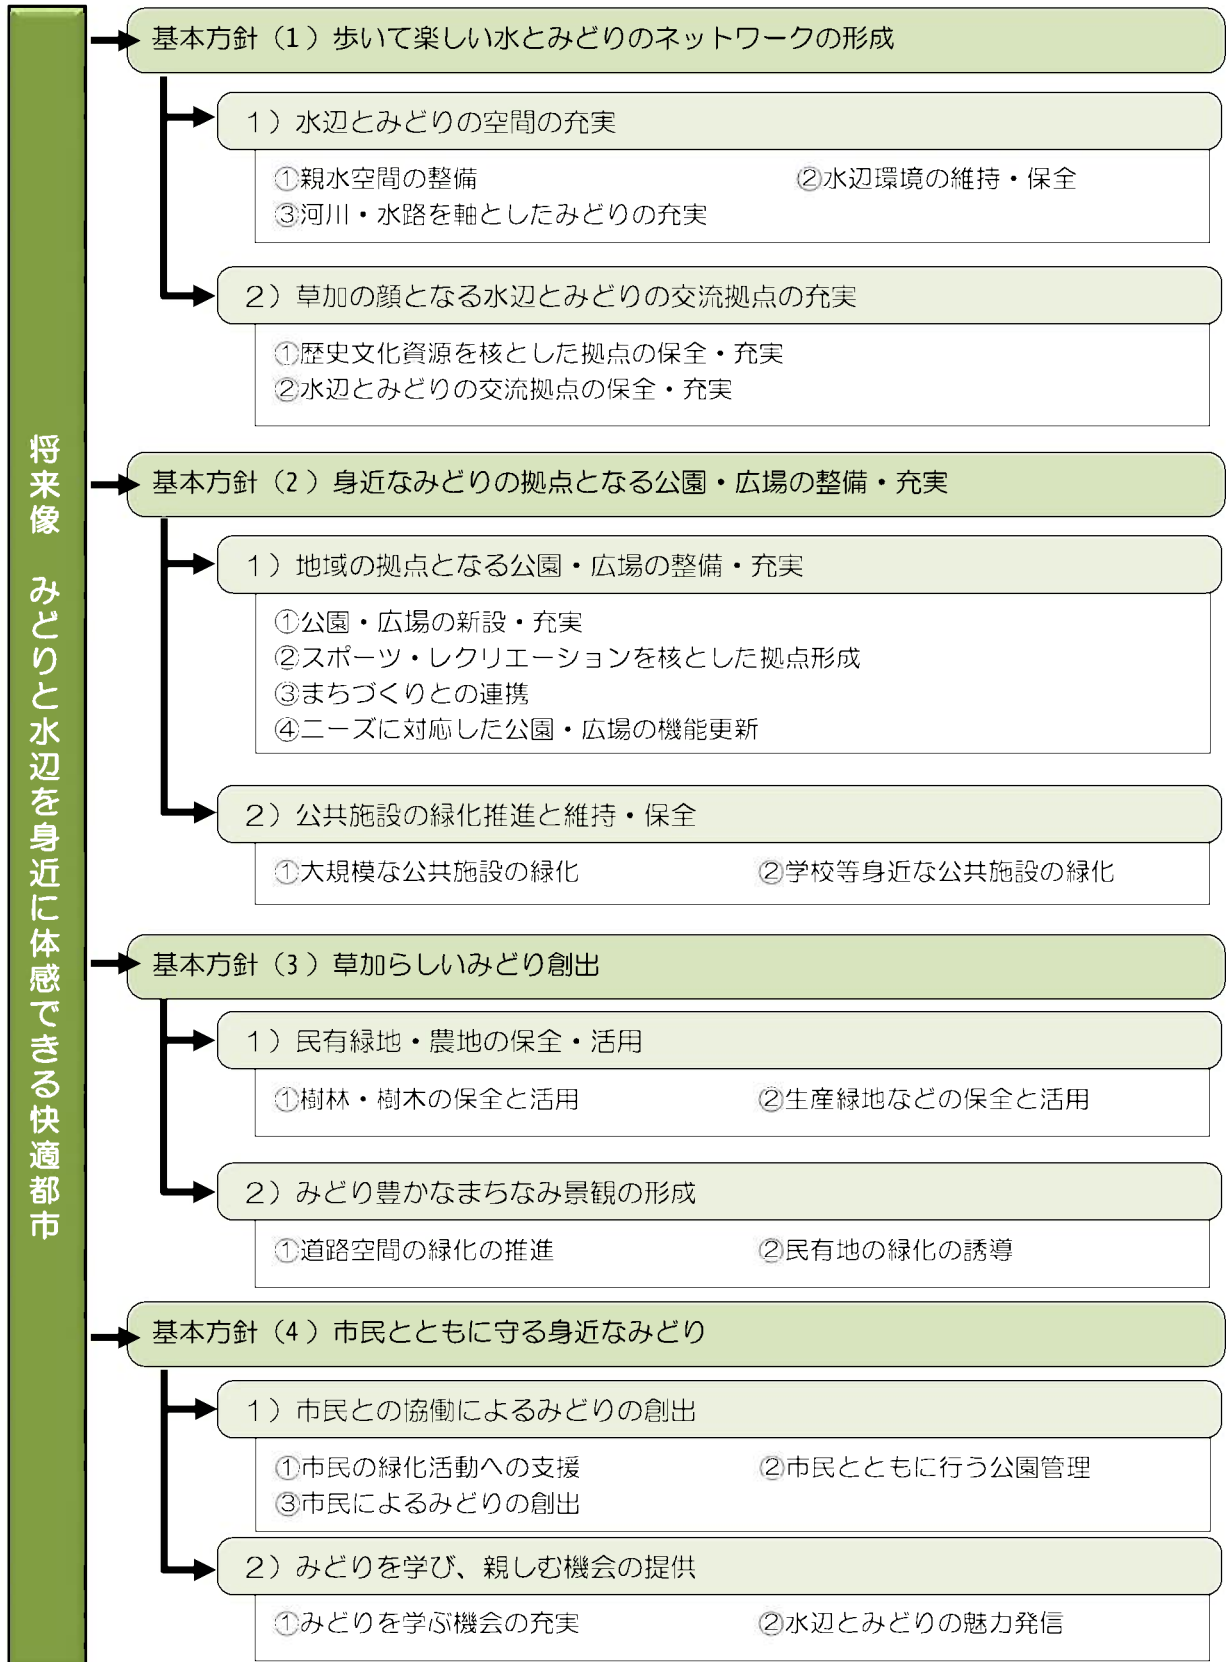 将来像　みどりと水辺を身近に体感できる快適都市
基本方針（1）歩いて楽しい水とみどりのネットワークの形成
1）水辺とみどりの空間の充実
①親水空間の整備　②水辺環境の維持・保全
③河川・水路を軸としたみどりの充実
2）草加の顔となる水辺とみどりの交流拠点の充実
①歴史文化資源を核とした拠点の保全・充実
②水辺とみどりの交流拠点の保全・充実
基本方針（2）身近なみどりの拠点となる公園・広場の整備・充実
1）地域の拠点となる公園・広場の整備・充実
①公園・広場の新設・充実
②スポーツ・レクリエーションを核とした拠点形成
③まちづくりとの連携
④ニーズに対応した公園・広場の機能更新
2）公共施設の緑化推進と維持・保全
①大規模な公共施設の緑化　②学校等身近な公共施設の緑化
基本方針（3）草加らしいみどり創出
1）民有緑地・農地の保全・活用
①樹林・樹木の保全と活用　②生産緑地などの保全と活用
2）みどり豊かなまちなみ景観の形成
①道路空間の緑化の推進　②民有地の緑化の誘導
基本方針（4）市民とともに守る身近なみどり
1）市民との協働によるみどりの創出
①市民の緑化活動への支援　②市民とともに行う公園管理
③市民によるみどりの創出
2）みどりを学び、親しむ機会の提供
①みどりを学ぶ機会の充実　②水辺とみどりの魅力発信